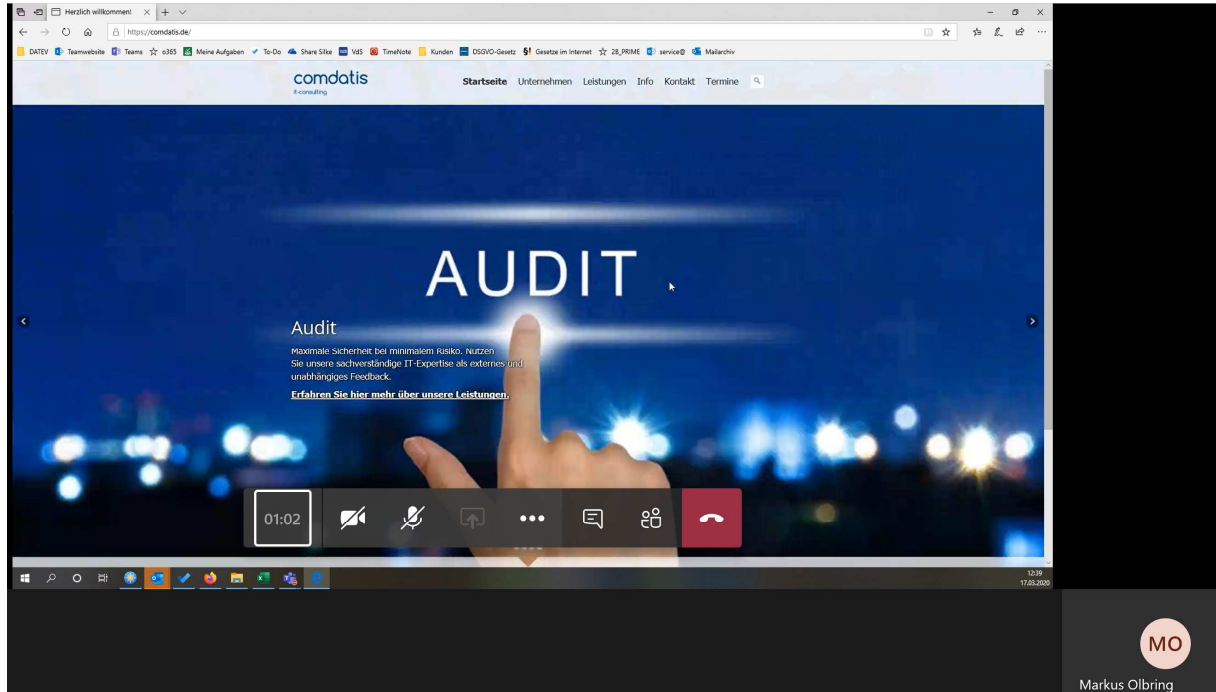 Herzlich willkommen!
https://comdatis.de/
DATEV Teamwebsite Teams o365 Meine Aufgaben To-Do Share Silke VdS TimeNote Kunden DSGVO-Gesetz Gesetze im Internet 28_PRIME service@ Mailarchiv
comdatis
it-consulting
Startseite Unternehmen Leistungen Info Kontakt Termine
AUDIT
Audit
Maximale Sicherheit bei minimalem Risiko. Nutzen
Sie unsere sachverständige IT-Expertise als externes und
unabhängiges Feedback.
Erfahren Sie hier mehr über unsere Leistungen.
01:02
12:39
17.03.2020
MO
Markus Olbring